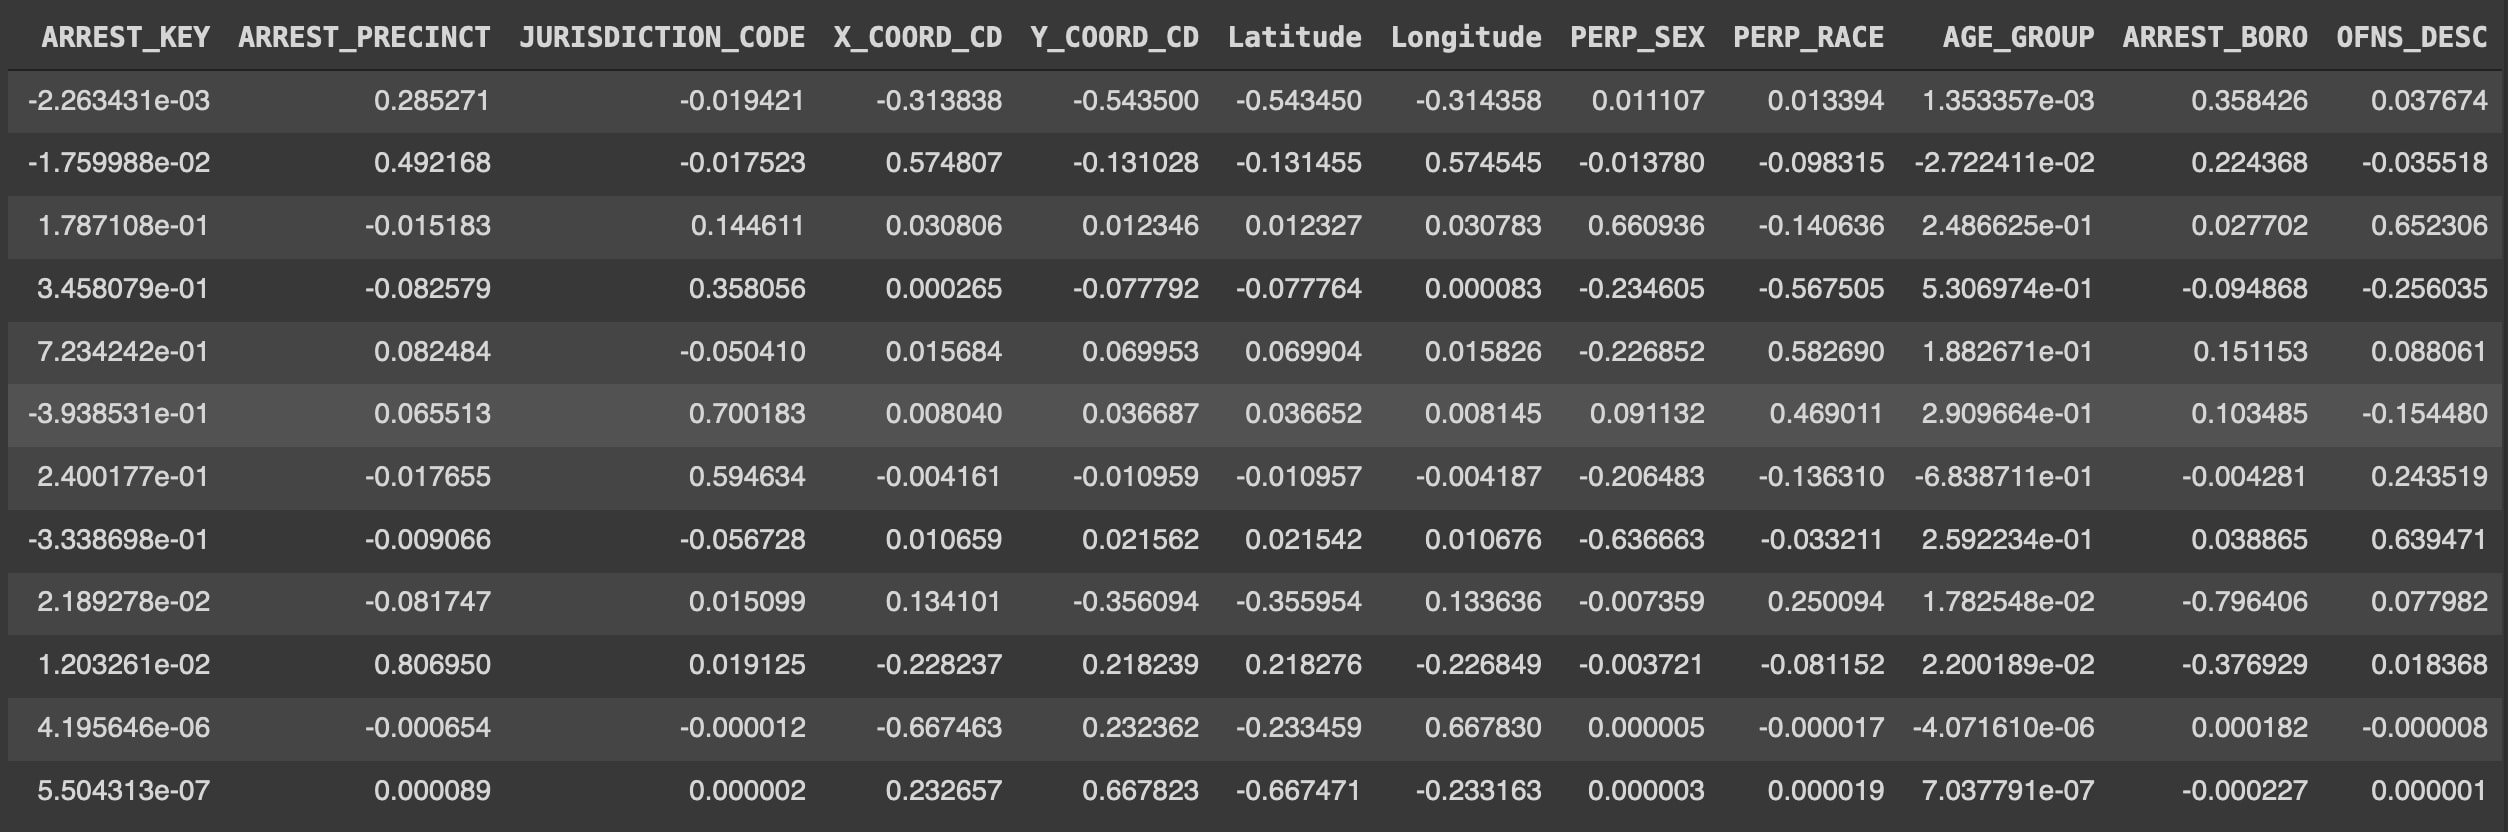 ARREST_KEY ARREST_PRECINCT JURISDICTION_CODE X_COORD_CD Y_COORD_CD Latitude Longitude PERP_SEX PERP_RACE AGE_GROUP ARREST_BORO OFNS_DESC
-2.263431e-03 0.285271 -0.019421 -0.313838 -0.543500 -0.543450 -0.314358 0.011107 0.013394 1.353357e-03 0.358426 0.037674
-1.759988e-02 0.492168 -0.017523 0.574807 -0.131028 -0.131455 0.574545 -0.013780 -0.098315 -2.722411e-02 0.224368 -0.035518
1.787108e-01 -0.015183 0.144611 0.030806 0.012346 0.012327 0.030783 0.660936 -0.140636 2.486625e-01 0.027702 0.652306
3.458079e-01 -0.082579 0.358056 0.000265 -0.077792 -0.077764 0.000083 -0.234605 -0.567505 5.306974e-01 -0.094868 -0.256035
7.234242e-01 0.082484 -0.050410 0.015684 0.069953 0.069904 0.015826 -0.226852 0.582690 1.882671e-01 0.151153 0.088061
-3.938531e-01 0.065513 0.700183 0.008040 0.036687 0.036652 0.008145 0.091132 0.469011 2.909664e-01 0.103485 -0.154480
2.400177e-01 -0.017655 0.594634 -0.004161 -0.010959 -0.010957 -0.004187 -0.206483 -0.136310 -6.838711e-01 -0.004281 0.243519
-3.338698e-01 -0.009066 -0.056728 0.010659 0.021562 0.021542 0.010676 -0.636663 -0.033211 2.592234e-01 0.038865 0.639471
2.189278e-02 -0.081747 0.015099 0.134101 -0.356094 -0.355954 0.133636 -0.007359 0.250094 1.782548e-02 -0.796406 0.077982
1.203261e-02 0.806950 0.019125 -0.228237 0.218239 0.218276 -0.226849 -0.003721 -0.081152 2.200189e-02 -0.376929 0.018368
4.195646e-06 -0.000654 -0.000012 -0.667463 0.232362 -0.233459 0.667830 0.000005 -0.000017 -4.071610e-06 0.000182 -0.000008
5.504313e-07 0.000089 0.000002 0.232657 0.667823 -0.667471 -0.233163 0.000003 0.000019 7.037791e-07 -0.000227 0.000001